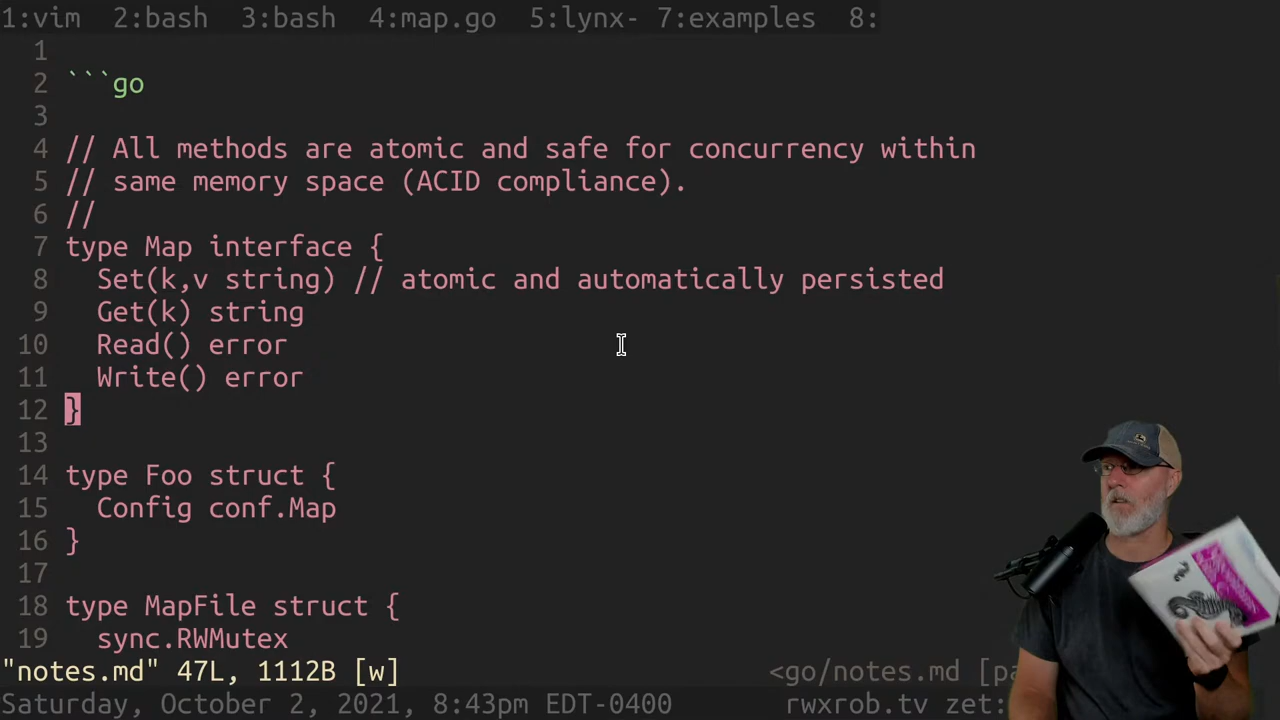 1:vim  2:bash  3:bash  4:map.go  5:lynx- 7:examples  8:
1
2 ```go
3
4 // All methods are atomic and safe for concurrency within
5 // same memory space (ACID compliance).
6 //
7 type Map interface {
8   Set(k,v string) // atomic and automatically persisted
9   Get(k) string
10   Read() error
11   Write() error
12 }
13
14 type Foo struct {
15   Config conf.Map
16 }
17
18 type MapFile struct {
19   sync.RWMutex
"notes.md" 47L, 1112B [w] <go/notes.md [pa
Saturday, October 2, 2021, 8:43pm EDT-0400 rwxrob.tv zet: